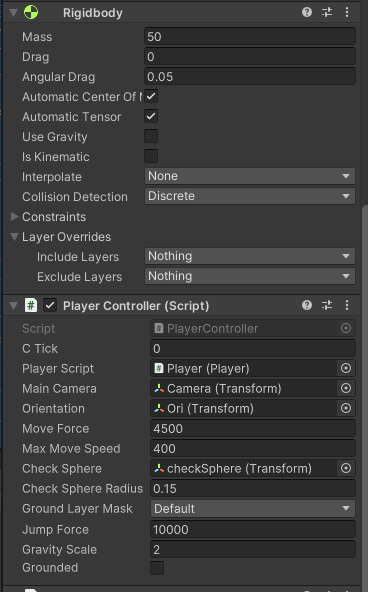 Rigidbody
Mass 50
Drag 0
Angular Drag 0.05
Automatic Center Of M
Automatic Tensor
Use Gravity
Is Kinematic
Interpolate None
Collision Detection Discrete
Constraints
Layer Overrides
Include Layers Nothing
Exclude Layers Nothing
# Player Controller (Script)
Script PlayerController
C Tick 0
Player Script Player (Player)
Main Camera Camera (Transform)
Orientation Ori (Transform)
Move Force 4500
Max Move Speed 400
Check Sphere checkSphere (Transform)
Check Sphere Radius 0.15
Ground Layer Mask Default
Jump Force 10000
Gravity Scale 2
Grounded